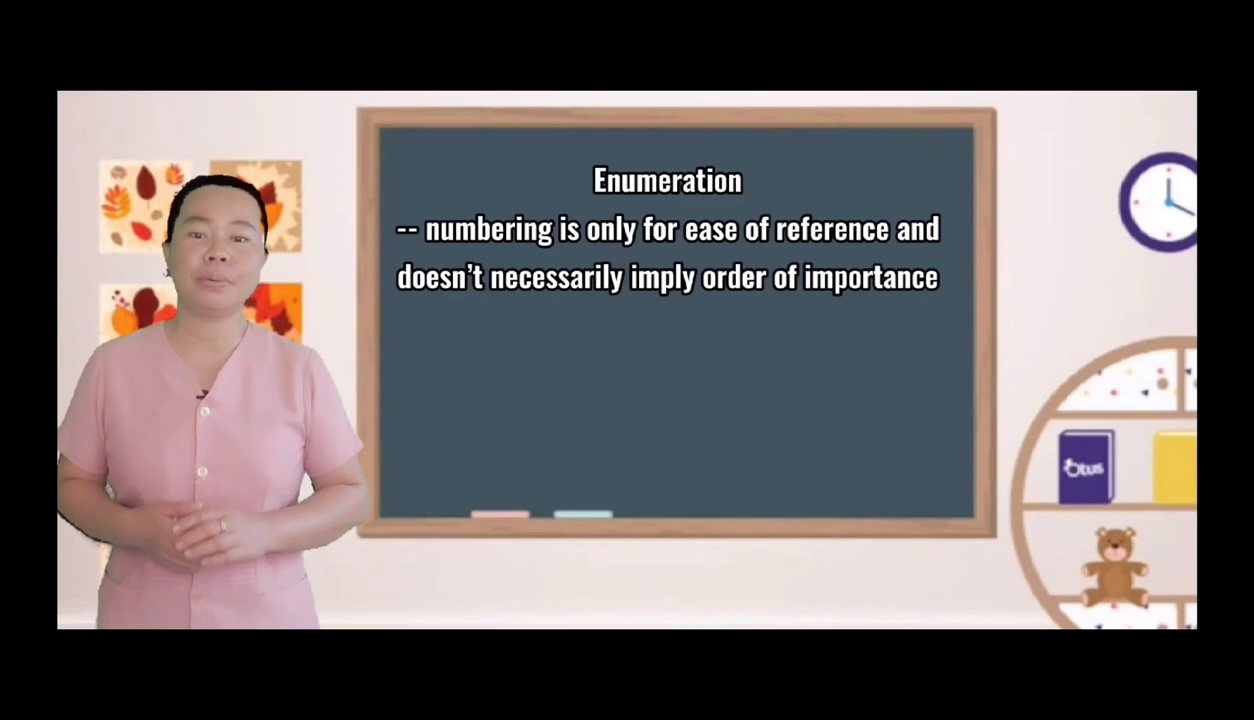 Enumeration
-- numbering is only for ease of reference and
doesn't necessarily imply order of importance
Otus